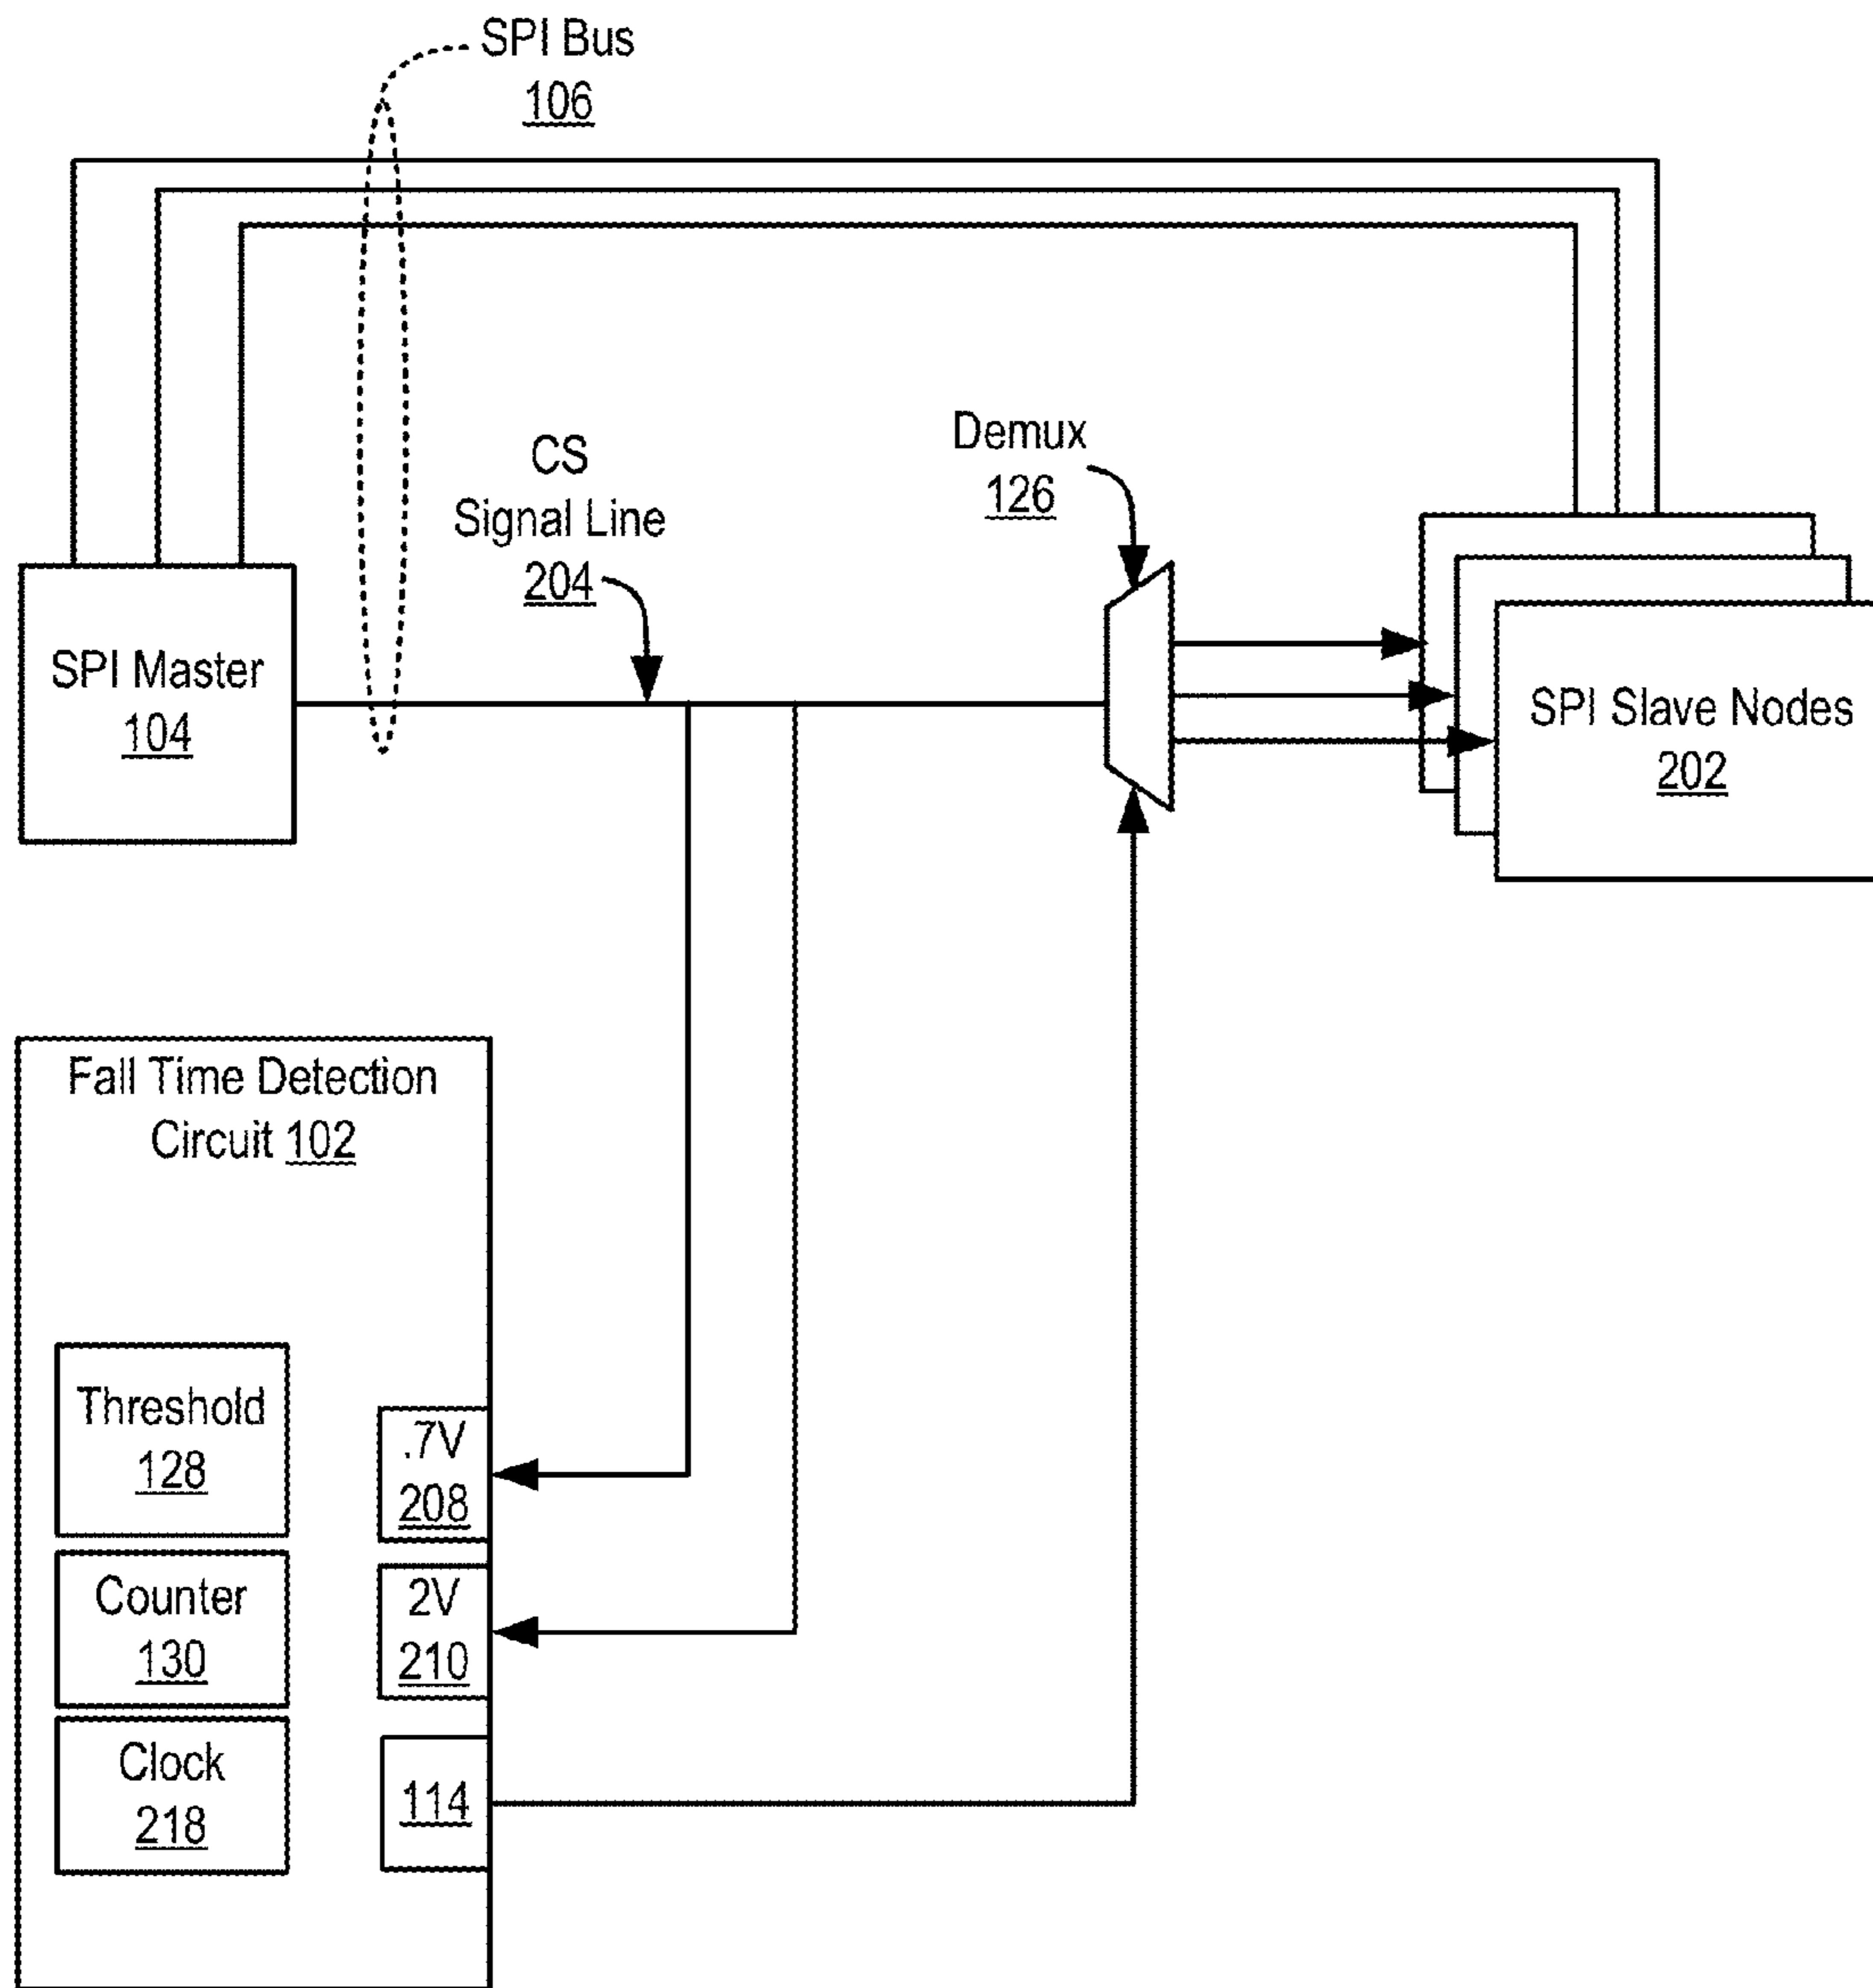 SPI Bus
106
CS
Signal Line
204
Demux
126
SPI Master
104
SPI Slave Nodes
202
Fall Time Detection
Circuit 102
Threshold
128
.7V
208
Counter
130
2V
210
Clock
218
114